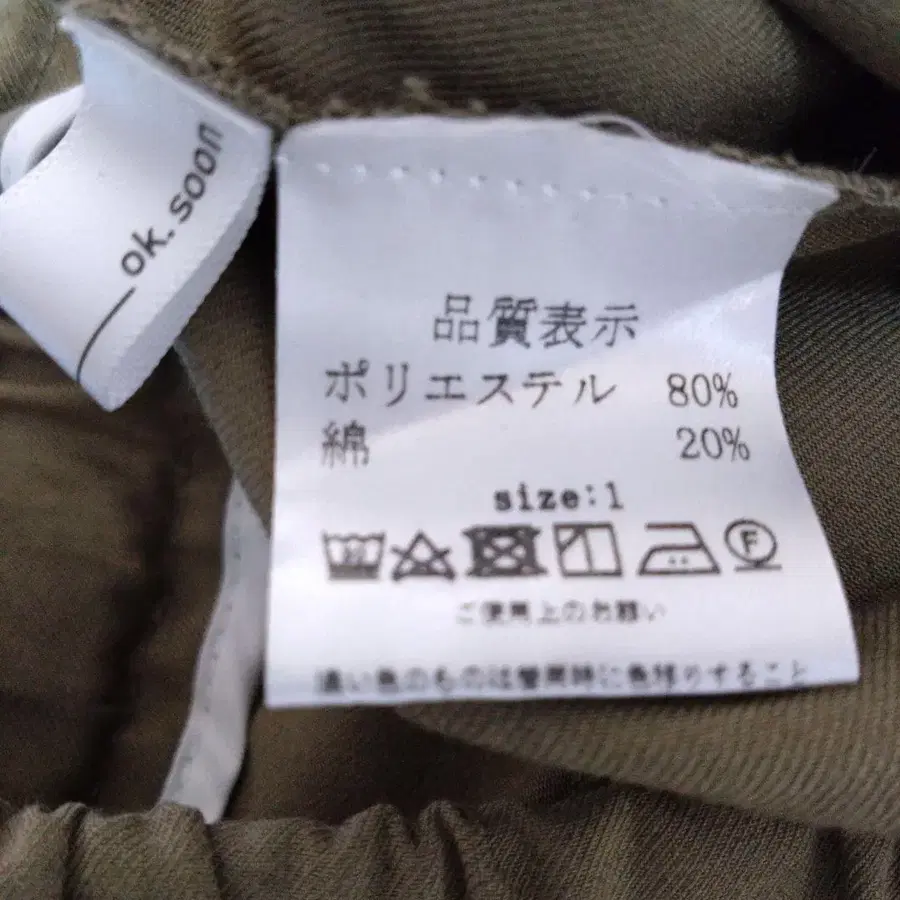 __ok.soon
品質表示
ポリエステル 80%
綿 20%
size:1
F
ご使用上のお願い
濃い色のものは着用時に色移りすること